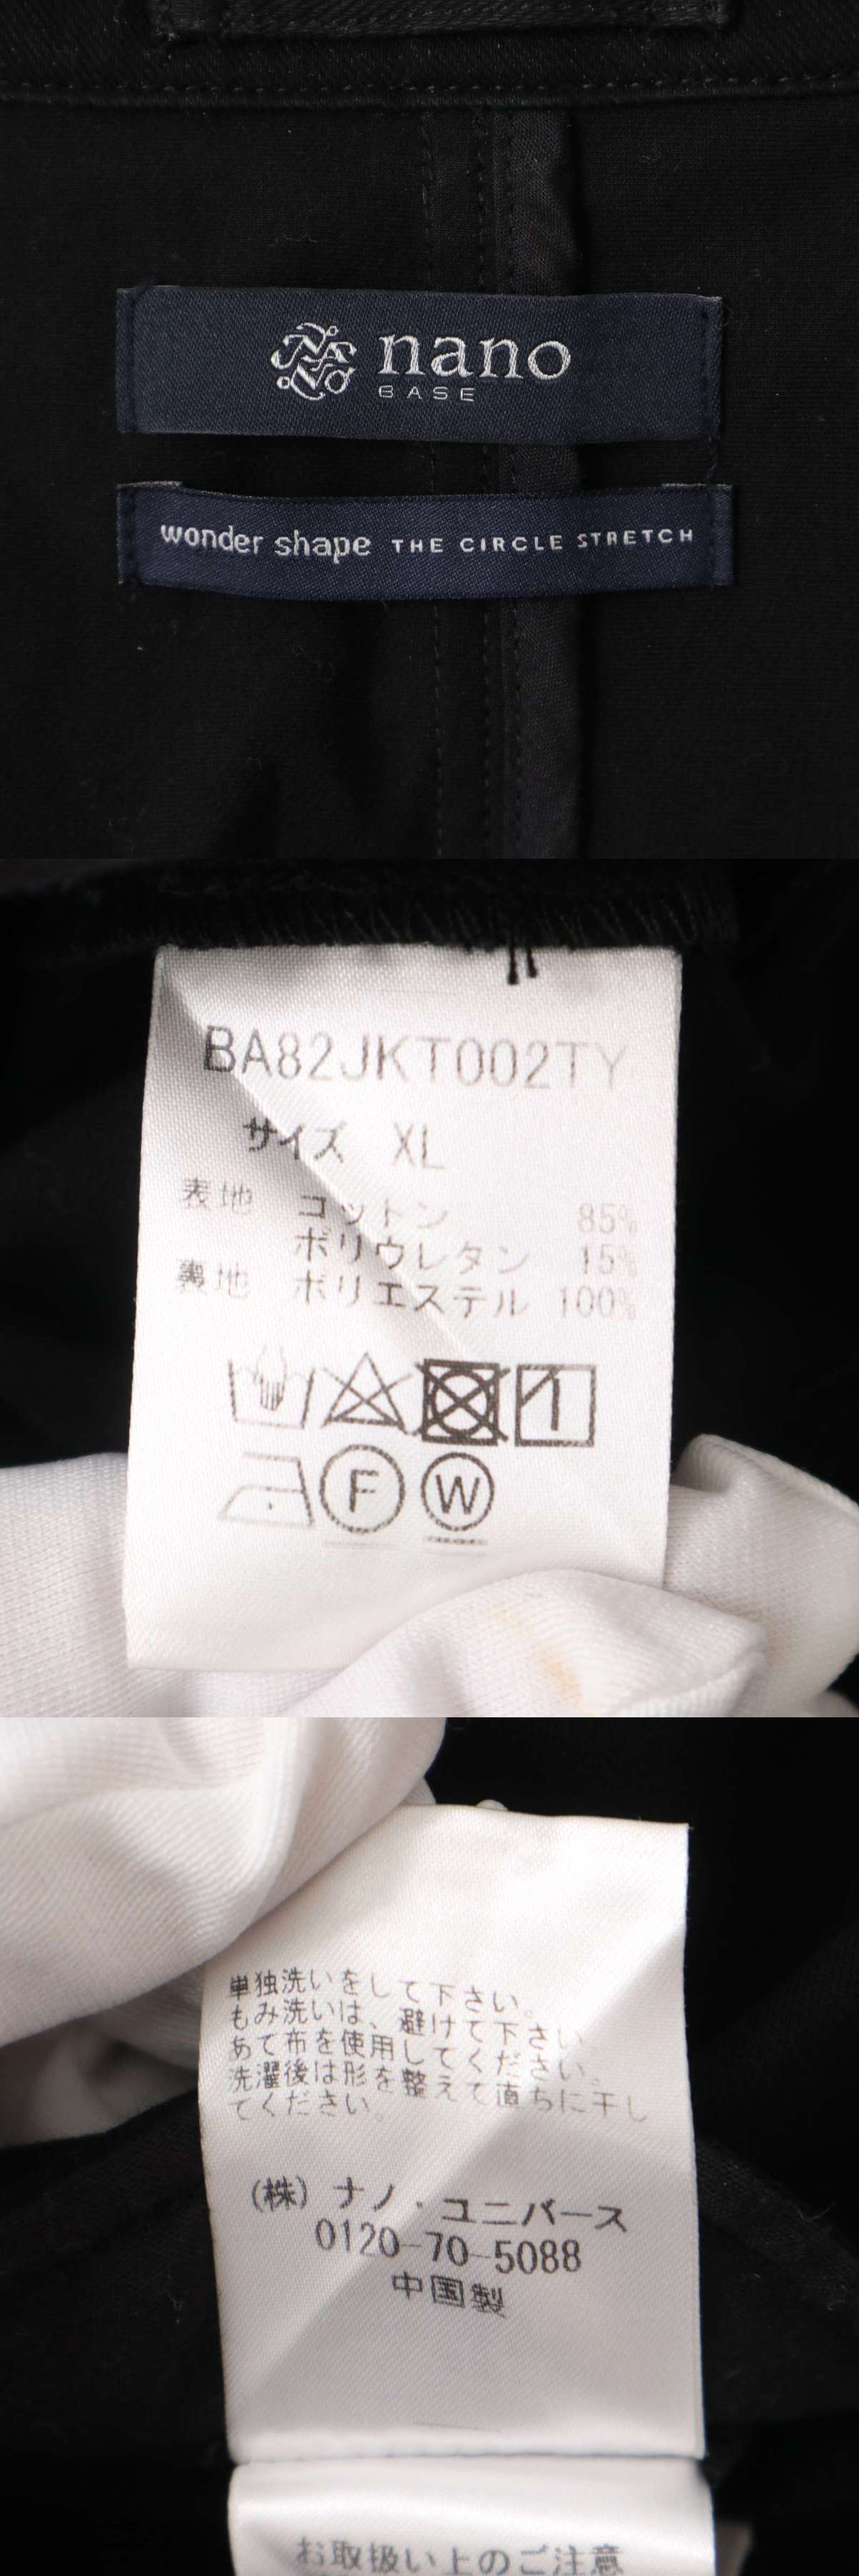 nano
BASE
wonder shape THE CIRCLE STRETCH
BA82JKT002TY
サイズ XL
表地 コットン 85%
ポリウレタン 15%
裏地 ポリエステル 100%
F W
単独洗いをして下さい。
もみ洗いは、避けて下さい。
あて布を使用してください。
洗濯後は形を整えて直ちに干し
てください。
(株) ナノ・ユニバース
0120-70-5088
中国製
お取扱い上のご注意